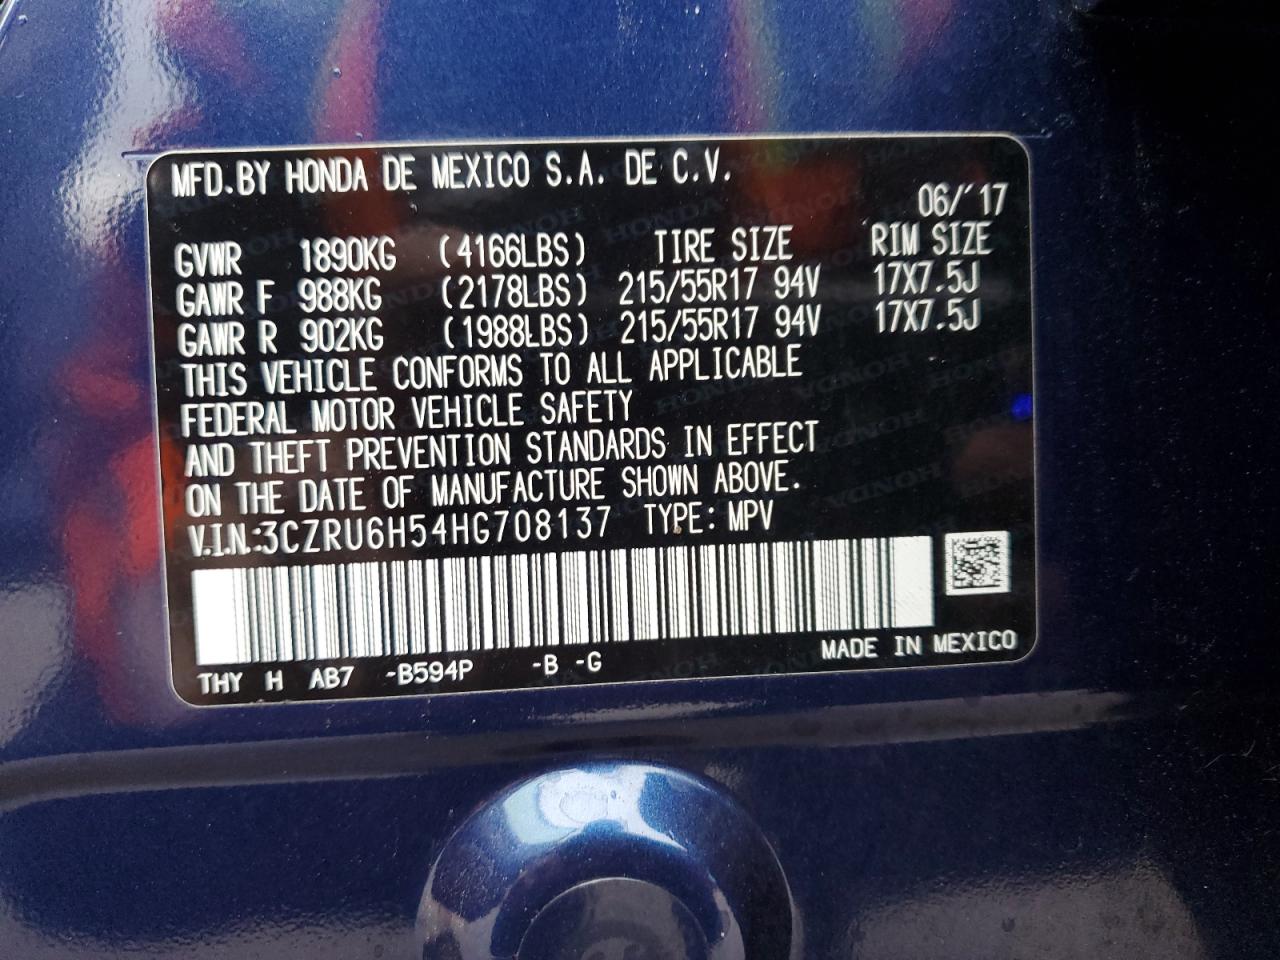 MFD.BY HONDA DE MEXICO S.A. DE C.V.
06/'17
GVWR 1890KG (4166LBS) TIRE SIZE RIM SIZE
GAWR F 988KG (2178LBS) 215/55R17 94V 17X7.5J
GAWR R 902KG (1988LBS) 215/55R17 94V 17X7.5J
THIS VEHICLE CONFORMS TO ALL APPLICABLE
FEDERAL MOTOR VEHICLE SAFETY
AND THEFT PREVENTION STANDARDS IN EFFECT
ON THE DATE OF MANUFACTURE SHOWN ABOVE.
V.I.N.:3CZRU6H54HG708137 TYPE: MPV
THY H AB7 -B594P -B -G MADE IN MEXICO